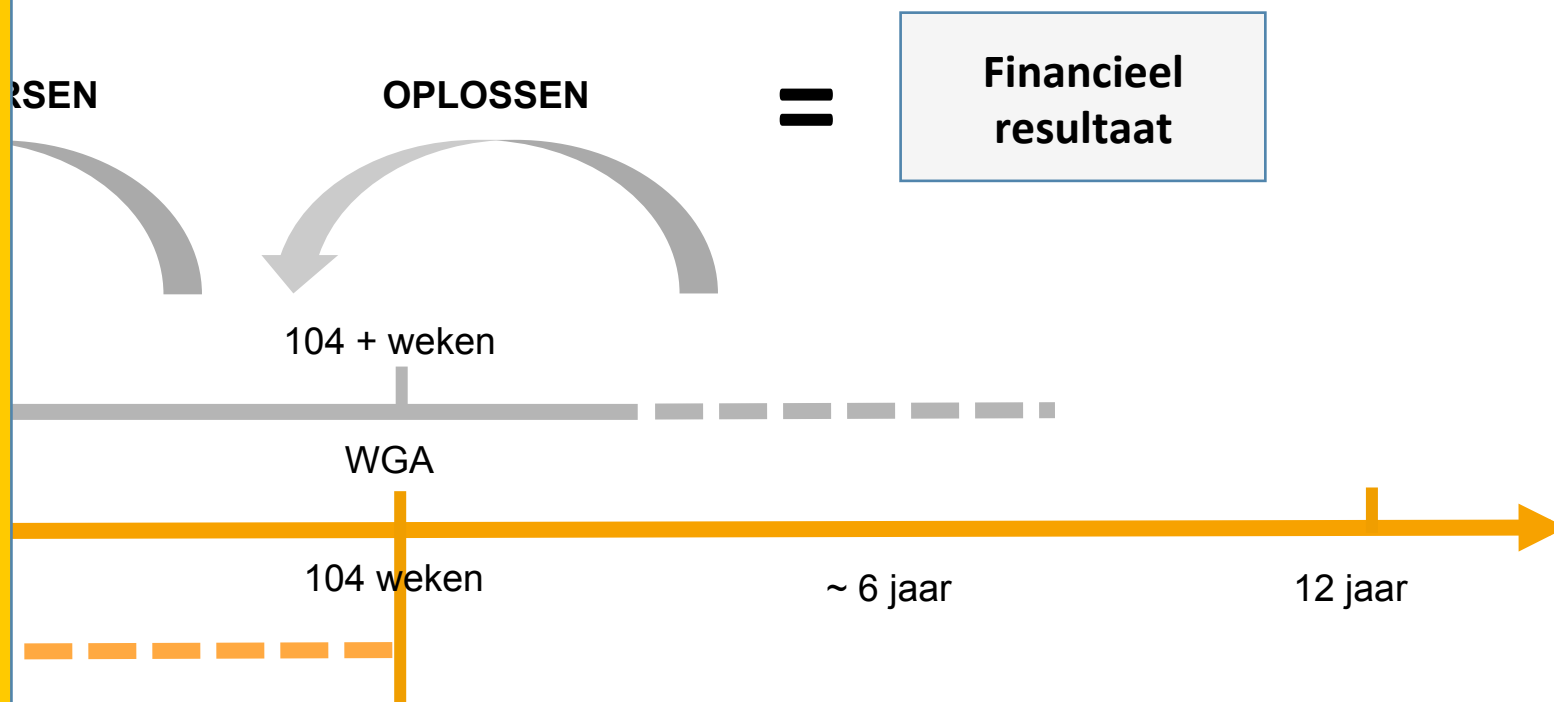 RSEN
OPLOSSEN
=
Financieel
resultaat
104 + weken
WGA
104 weken
~ 6 jaar
12 jaar